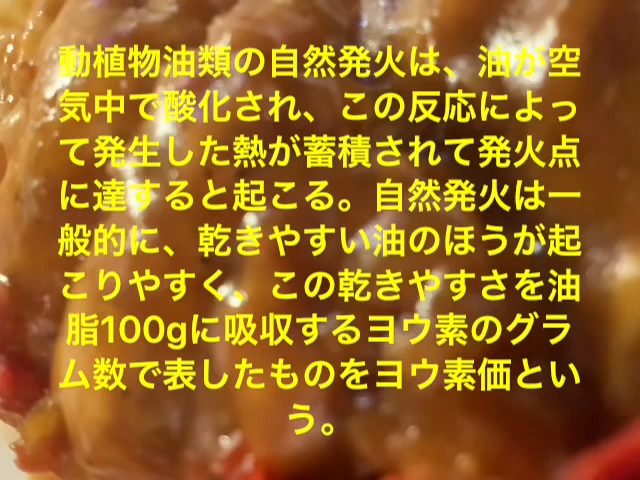 動植物油類の自然発火は、油が空
気中で酸化され、この反応によっ
て発生した熱が蓄積されて発火点
に達すると起こる。自然発火は一
般的に、乾きやすい油のほうが起
こりやすく、この乾きやすさを油
脂100gに吸収するヨウ素のグラ
ム数で表したものをヨウ素価とい
う。